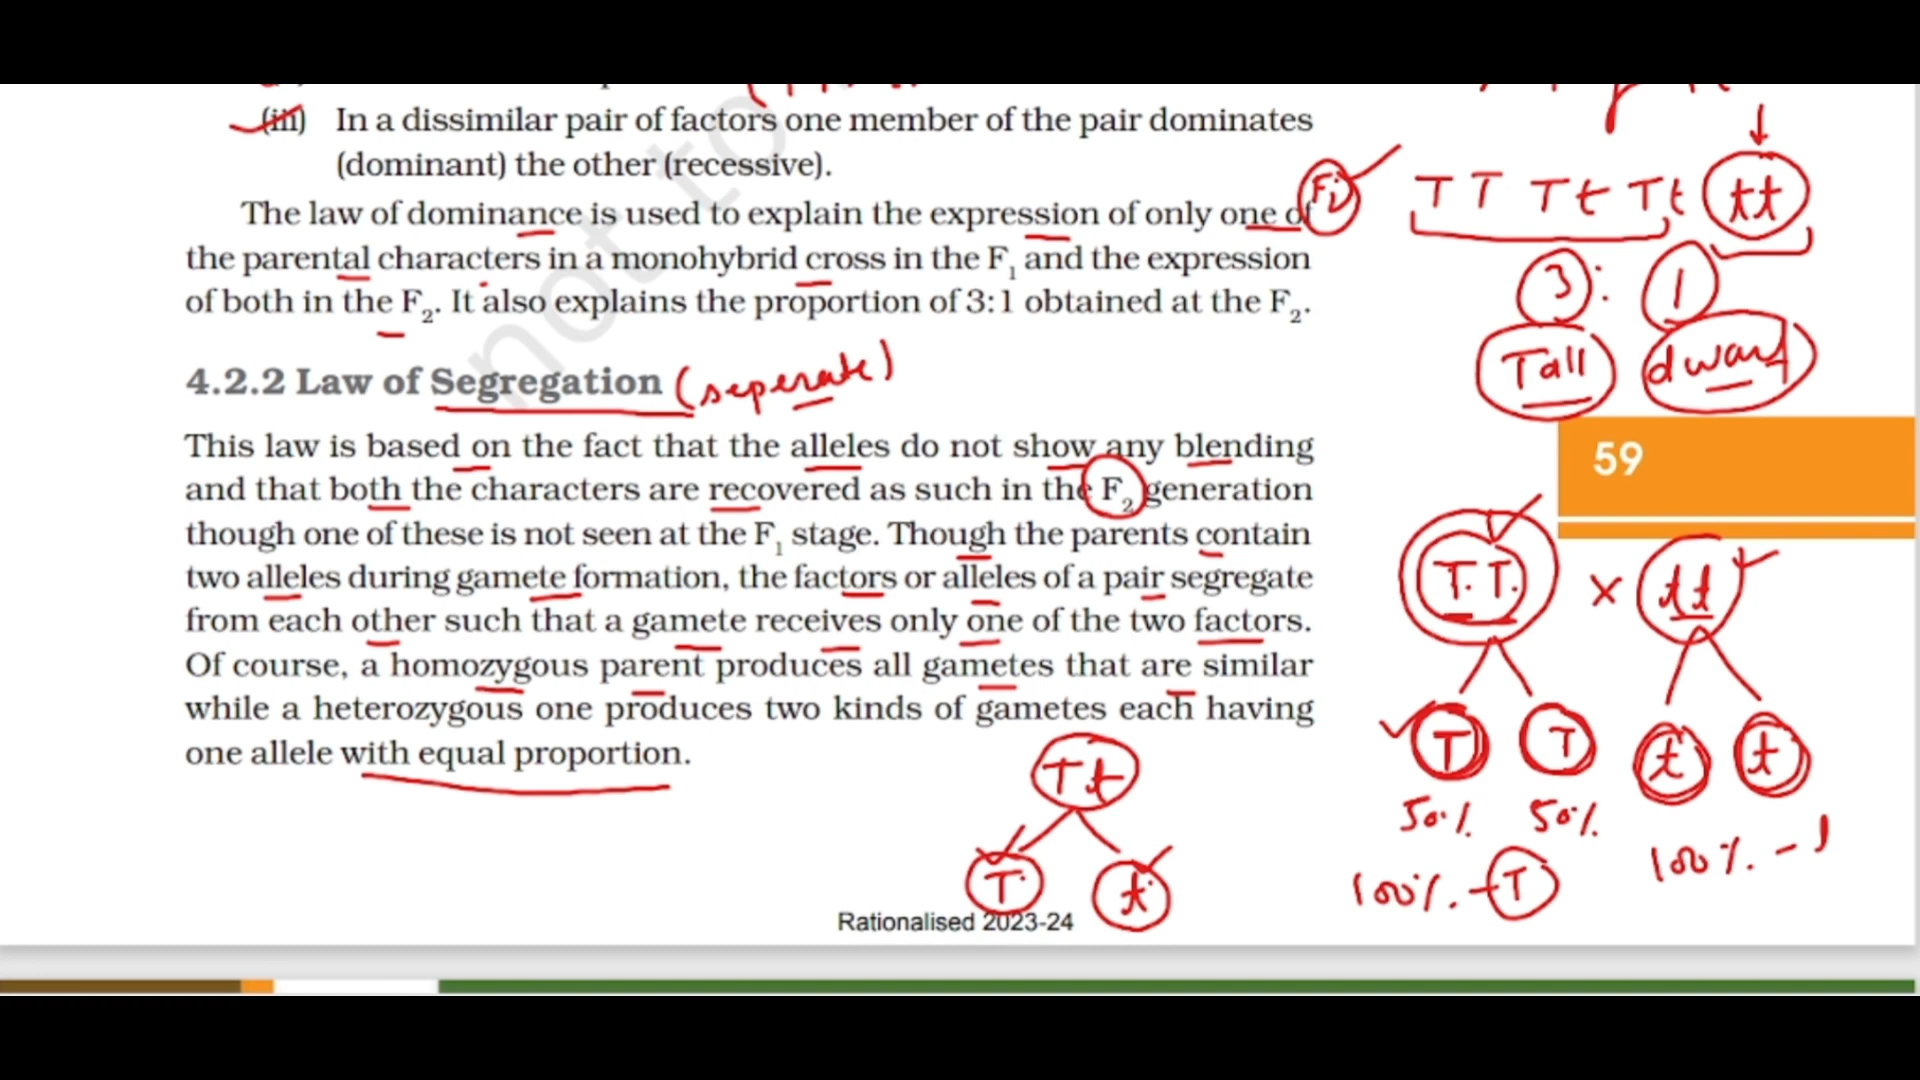 (iii) In a dissimilar pair of factors one member of the pair dominates
(dominant) the other (recessive).
The law of dominance is used to explain the expression of only one of
the parental characters in a monohybrid cross in the F1 and the expression
of both in the F2. It also explains the proportion of 3:1 obtained at the F2.
4.2.2 Law of Segregation (seperate)
This law is based on the fact that the alleles do not show any blending
and that both the characters are recovered as such in the F2 generation
though one of these is not seen at the F1 stage. Though the parents contain
two alleles during gamete formation, the factors or alleles of a pair segregate
from each other such that a gamete receives only one of the two factors.
Of course, a homozygous parent produces all gametes that are similar
while a heterozygous one produces two kinds of gametes each having
one allele with equal proportion.
Tt
T t
Rationalised 2023-24
not to
F2 TT Tt Tt tt
3 : 1
Tall dwarf
59
T.T. x tt
T T t t
50% 50%
100% - T 100% -